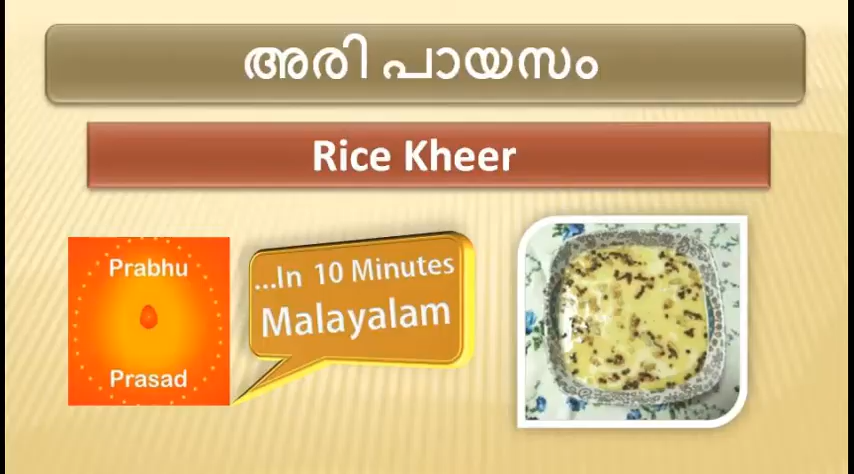 അരി പായസം
Rice Kheer
Prabhu
Prasad
...In 10 Minutes
Malayalam